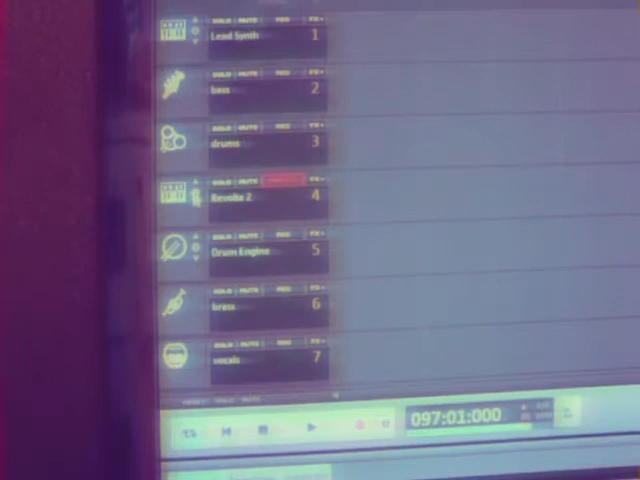 SOLO MUTE REC FX
Lead Synth 1
SOLO MUTE REC FX
bass 2
SOLO MUTE REC FX
drums 3
SOLO MUTE FX
Revolta 2 4
SOLO MUTE REC FX
Drum Engine 5
SOLO MUTE REC FX
brass 6
SOLO MUTE REC FX
vocals 7
SOLO MUTE
097:01:000